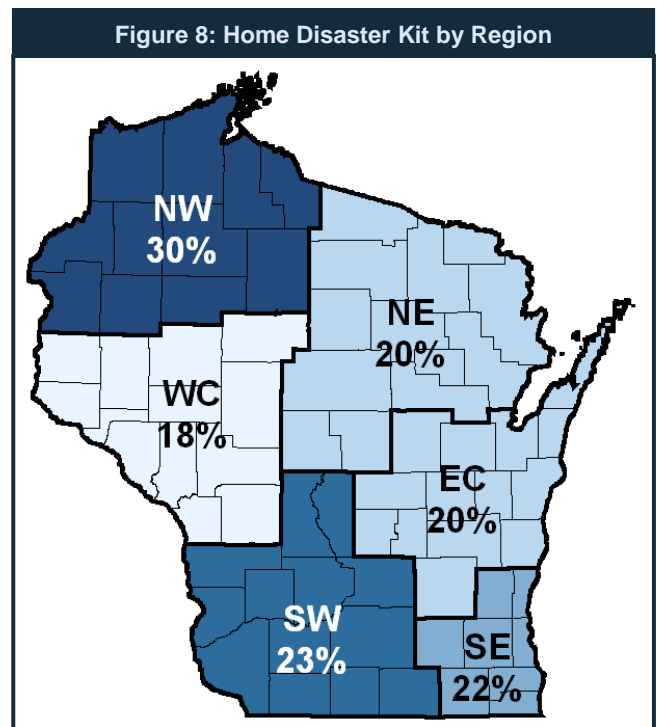 Figure 8: Home Disaster Kit by Region
NW
30%
NE
20%
WC
18%
EC
20%
SW
23%
SE
22%